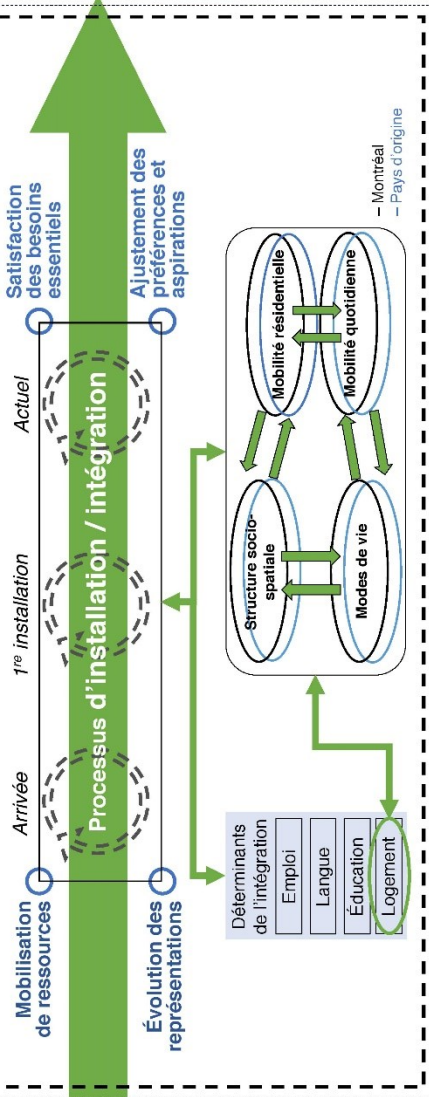 Mobilisation
de ressources
Arrivée
1re installation
Actuel
Satisfaction
des besoins
essentiels
Processus d'installation / intégration
Évolution des
représentations
Ajustement des
préférences et
aspirations
Déterminants
de l'intégration
Emploi
Langue
Éducation
Logement
Structure socio-
spatiale
Modes de vie
Mobilité résidentielle
Mobilité quotidienne
– Montréal
– Pays d'origine